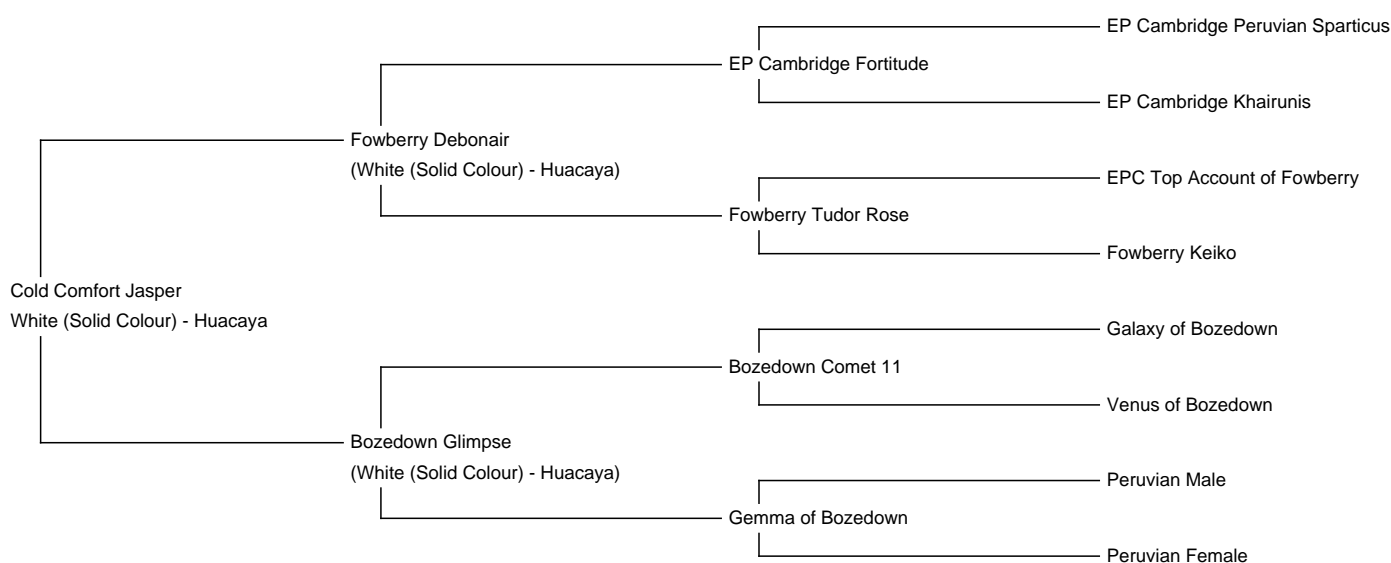 EP Cambridge Peruvian Sparticus
EP Cambridge Fortitude
EP Cambridge Khairunis
Fowberry Debonair
(White (Solid Colour) - Huacaya)
EPC Top Account of Fowberry
Fowberry Tudor Rose
Fowberry Keiko
Cold Comfort Jasper
White (Solid Colour) - Huacaya
Galaxy of Bozedown
Bozedown Comet 11
Venus of Bozedown
Bozedown Glimpse
(White (Solid Colour) - Huacaya)
Peruvian Male
Gemma of Bozedown
Peruvian Female